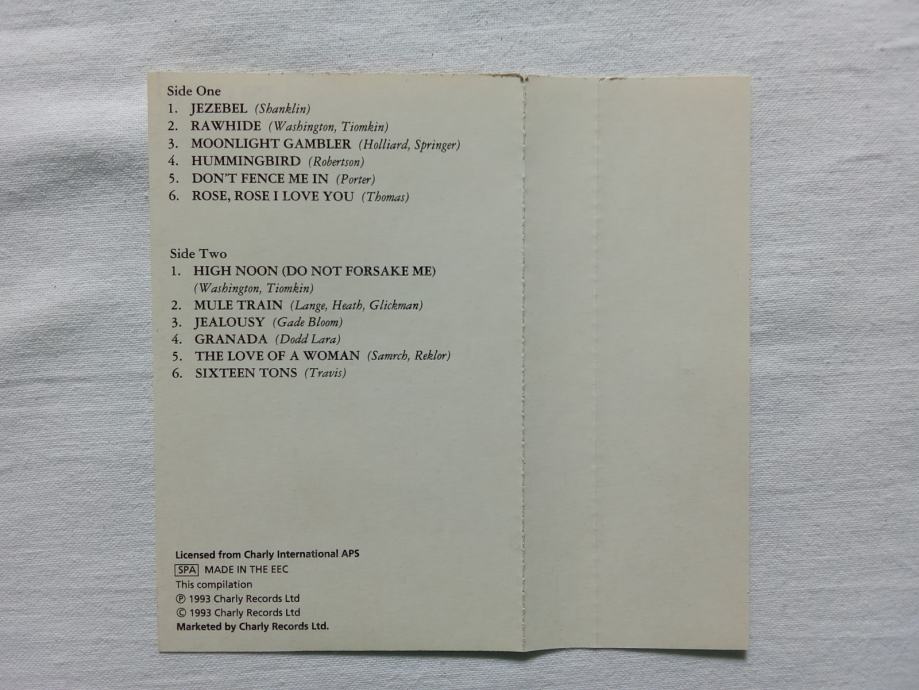 Side One
1. JEZEBEL (Shanklin)
2. RAWHIDE (Washington, Tiomkin)
3. MOONLIGHT GAMBLER (Holliard, Springer)
4. HUMMINGBIRD (Robertson)
5. DON'T FENCE ME IN (Porter)
6. ROSE, ROSE I LOVE YOU (Thomas)
Side Two
1. HIGH NOON (DO NOT FORSAKE ME)
(Washington, Tiomkin)
2. MULE TRAIN (Lange, Heath, Glickman)
3. JEALOUSY (Gade Bloom)
4. GRANADA (Dodd Lara)
5. THE LOVE OF A WOMAN (Samrch, Reklor)
6. SIXTEEN TONS (Travis)
Licensed from Charly International APS
SPA MADE IN THE EEC
This compilation
℗ 1993 Charly Records Ltd
© 1993 Charly Records Ltd
Marketed by Charly Records Ltd.